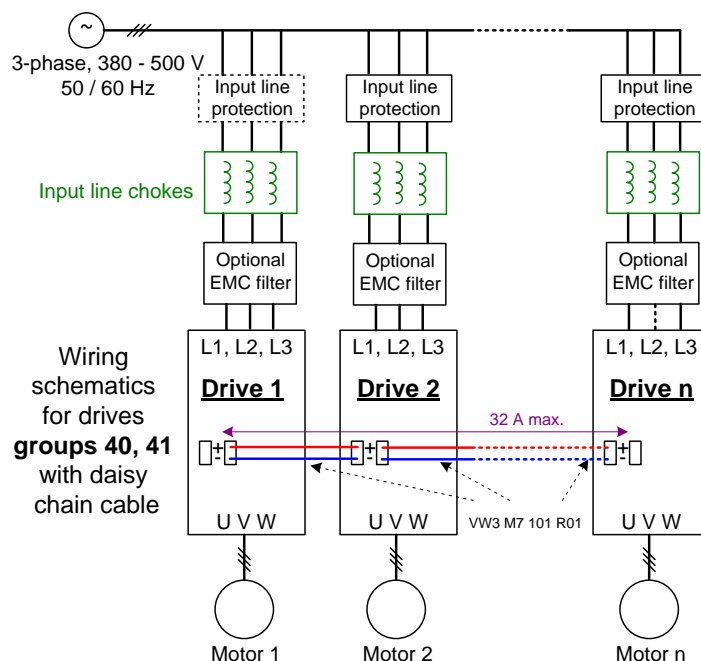 ~
3-phase, 380 - 500 V
50 / 60 Hz
Input line
protection
Input line
protection
Input line
protection
Input line chokes
Optional
EMC filter
Optional
EMC filter
Optional
EMC filter
L1, L2, L3
L1, L2, L3
L1, L2, L3
Drive 1
Drive 2
Drive n
Wiring
schematics
for drives
groups 40, 41
with daisy
chain cable
32 A max.
+
-
+
-
+
-
VW3 M7 101 R01
U V W
U V W
U V W
Motor 1
Motor 2
Motor n